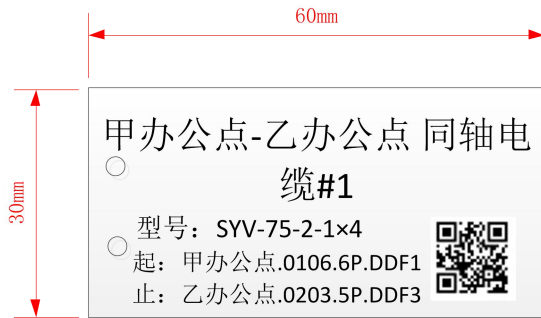 60mm
30mm
甲办公点-乙办公点 同轴电
缆#1
型号：SYV-75-2-1×4
起：甲办公点.0106.6P.DDF1
止：乙办公点.0203.5P.DDF3